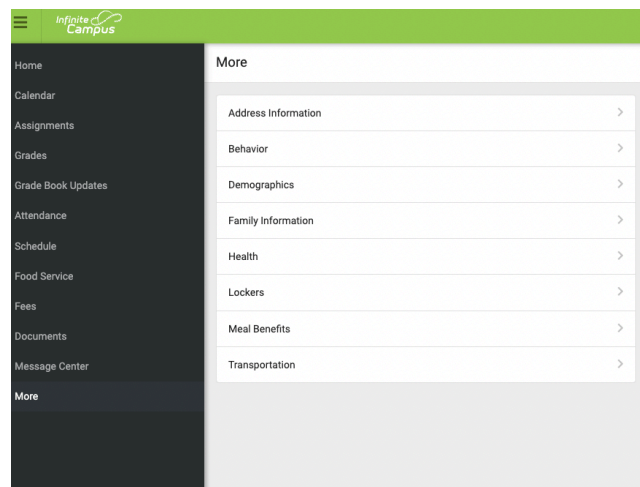 Infinite
Campus
Home
Calendar
Assignments
Grades
Grade Book Updates
Attendance
Schedule
Food Service
Fees
Documents
Message Center
More
More
Address Information
Behavior
Demographics
Family Information
Health
Lockers
Meal Benefits
Transportation